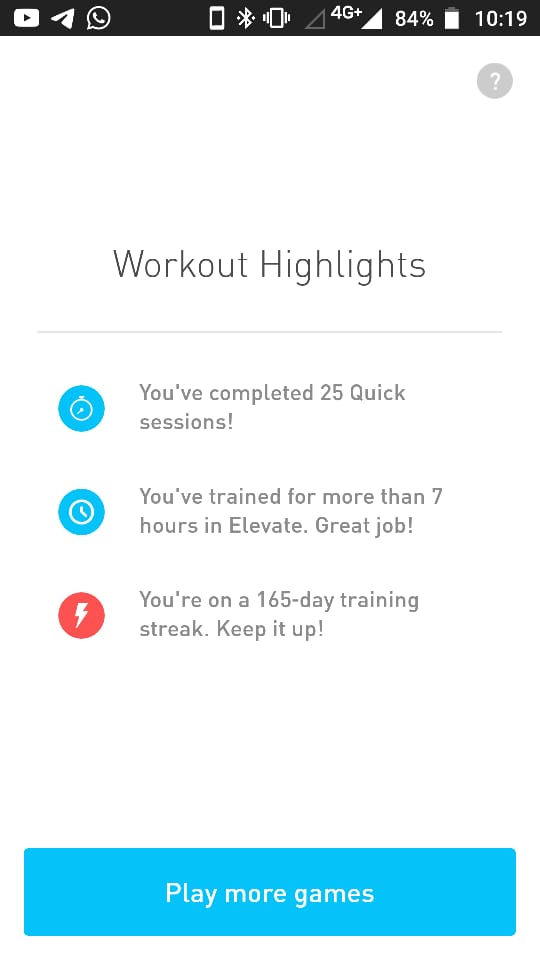 4G+ 84% 10:19
?
Workout Highlights
You've completed 25 Quick
sessions!
You've trained for more than 7
hours in Elevate. Great job!
You're on a 165-day training
streak. Keep it up!
Play more games